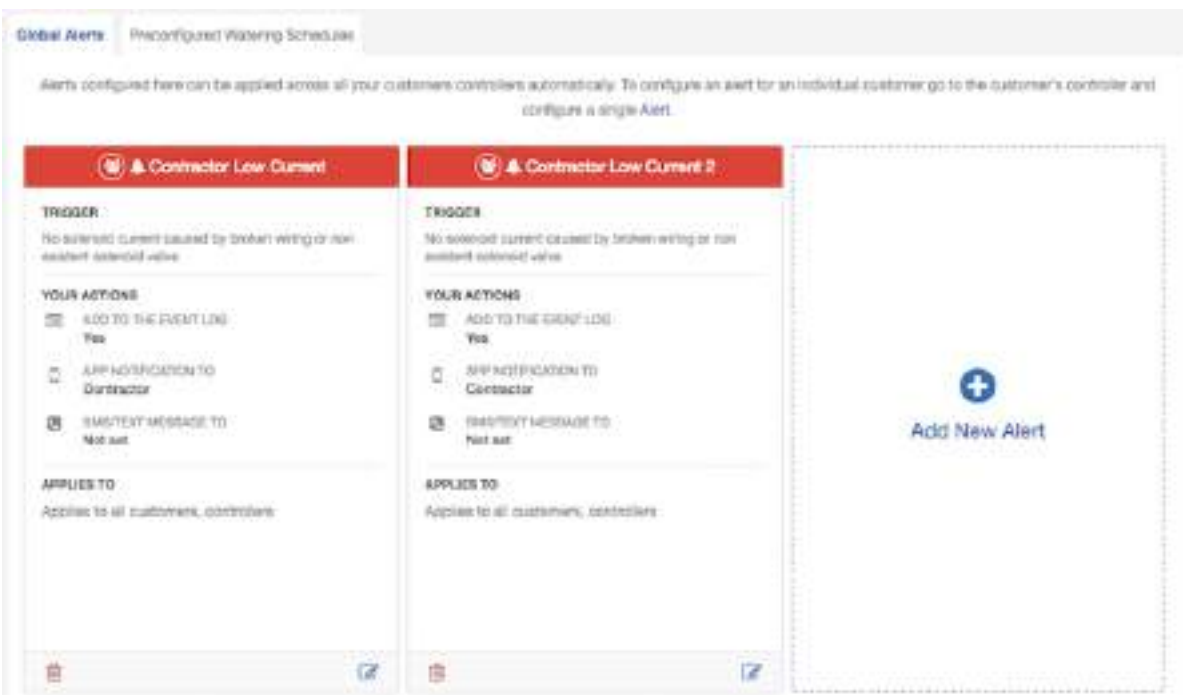 Global Alerts Preconfigured Watering Schedules
Alerts configured here can be applied across all your customers controllers automatically. To configure an alert for an individual customer go to the customer's controller and
configure a single Alert.
Contractor Low Current
TRIGGER
No solenoid current caused by broken wiring or non
existent solenoid valve
YOUR ACTIONS
ADD TO THE EVENT LOG
Yes
APP NOTIFICATION TO
Contractor
SMS/TEXT MESSAGE TO
Not set
APPLIES TO
Applies to all customers, controllers
Contractor Low Current 2
TRIGGER
No solenoid current caused by broken wiring or non
existent solenoid valve
YOUR ACTIONS
ADD TO THE EVENT LOG
Yes
APP NOTIFICATION TO
Contractor
SMS/TEXT MESSAGE TO
Not set
APPLIES TO
Applies to all customers, controllers
Add New Alert